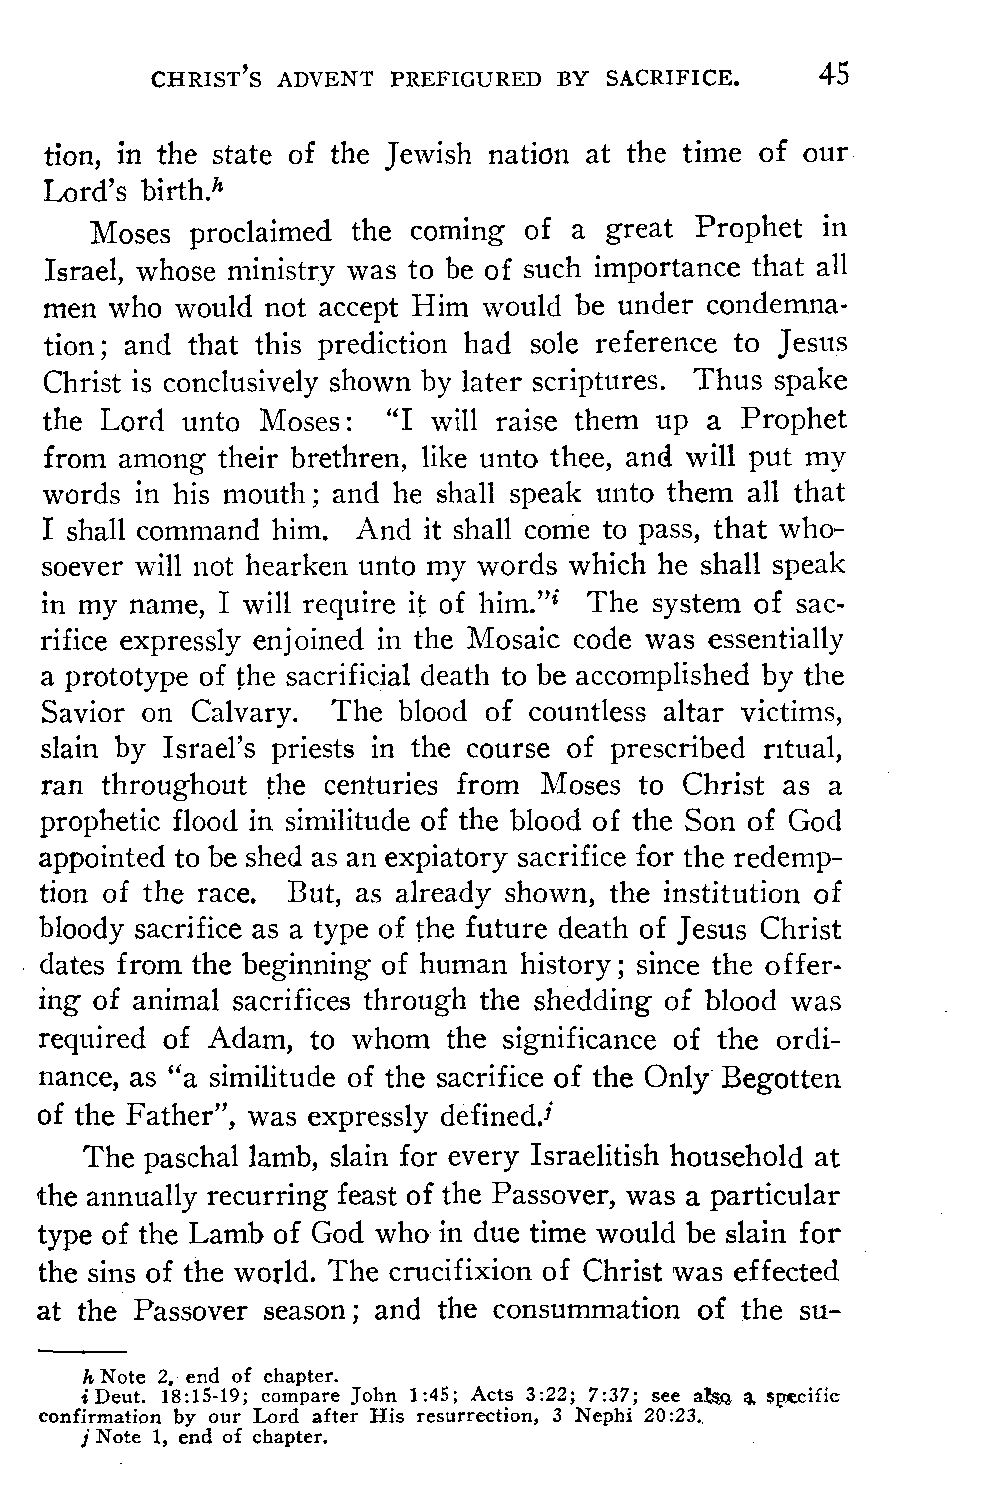 CHRIST'S ADVENT PREFIGURED BY SACRIFICE. 45
tion, in the state of the Jewish nation at the time of our
Lord's birth.h
Moses proclaimed the coming of a great Prophet in
Israel, whose ministry was to be of such importance that all
men who would not accept Him would be under condemna-
tion; and that this prediction had sole reference to Jesus
Christ is conclusively shown by later scriptures. Thus spake
the Lord unto Moses: “I will raise them up a Prophet
from among their brethren, like unto thee, and will put my
words in his mouth; and he shall speak unto them all that
I shall command him. And it shall come to pass, that who-
soever will not hearken unto my words which he shall speak
in my name, I will require it of him.”i The system of sac-
rifice expressly enjoined in the Mosaic code was essentially
a prototype of the sacrificial death to be accomplished by the
Savior on Calvary. The blood of countless altar victims,
slain by Israel's priests in the course of prescribed ritual,
ran throughout the centuries from Moses to Christ as a
prophetic flood in similitude of the blood of the Son of God
appointed to be shed as an expiatory sacrifice for the redemp-
tion of the race. But, as already shown, the institution of
bloody sacrifice as a type of the future death of Jesus Christ
dates from the beginning of human history; since the offer-
ing of animal sacrifices through the shedding of blood was
required of Adam, to whom the significance of the ordi-
nance, as “a similitude of the sacrifice of the Only Begotten
of the Father”, was expressly defined.j
The paschal lamb, slain for every Israelitish household at
the annually recurring feast of the Passover, was a particular
type of the Lamb of God who in due time would be slain for
the sins of the world. The crucifixion of Christ was effected
at the Passover season; and the consummation of the su-
h Note 2, end of chapter.
i Deut. 18:15-19; compare John 1:45; Acts 3:22; 7:37; see also a specific
confirmation by our Lord after His resurrection, 3 Nephi 20:23.
j Note 1, end of chapter.